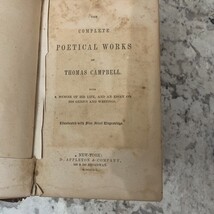 THE
COMPLETE
POETICAL WORKS
OF
THOMAS CAMPBELL.
WITH
A MEMOIR OF HIS LIFE, AND AN ESSAY ON
HIS GENIUS AND WRITINGS.
Illustrated with Fine Steel Engravings.
NEW-YORK:
D. APPLETON & COMPANY,
BROADWAY